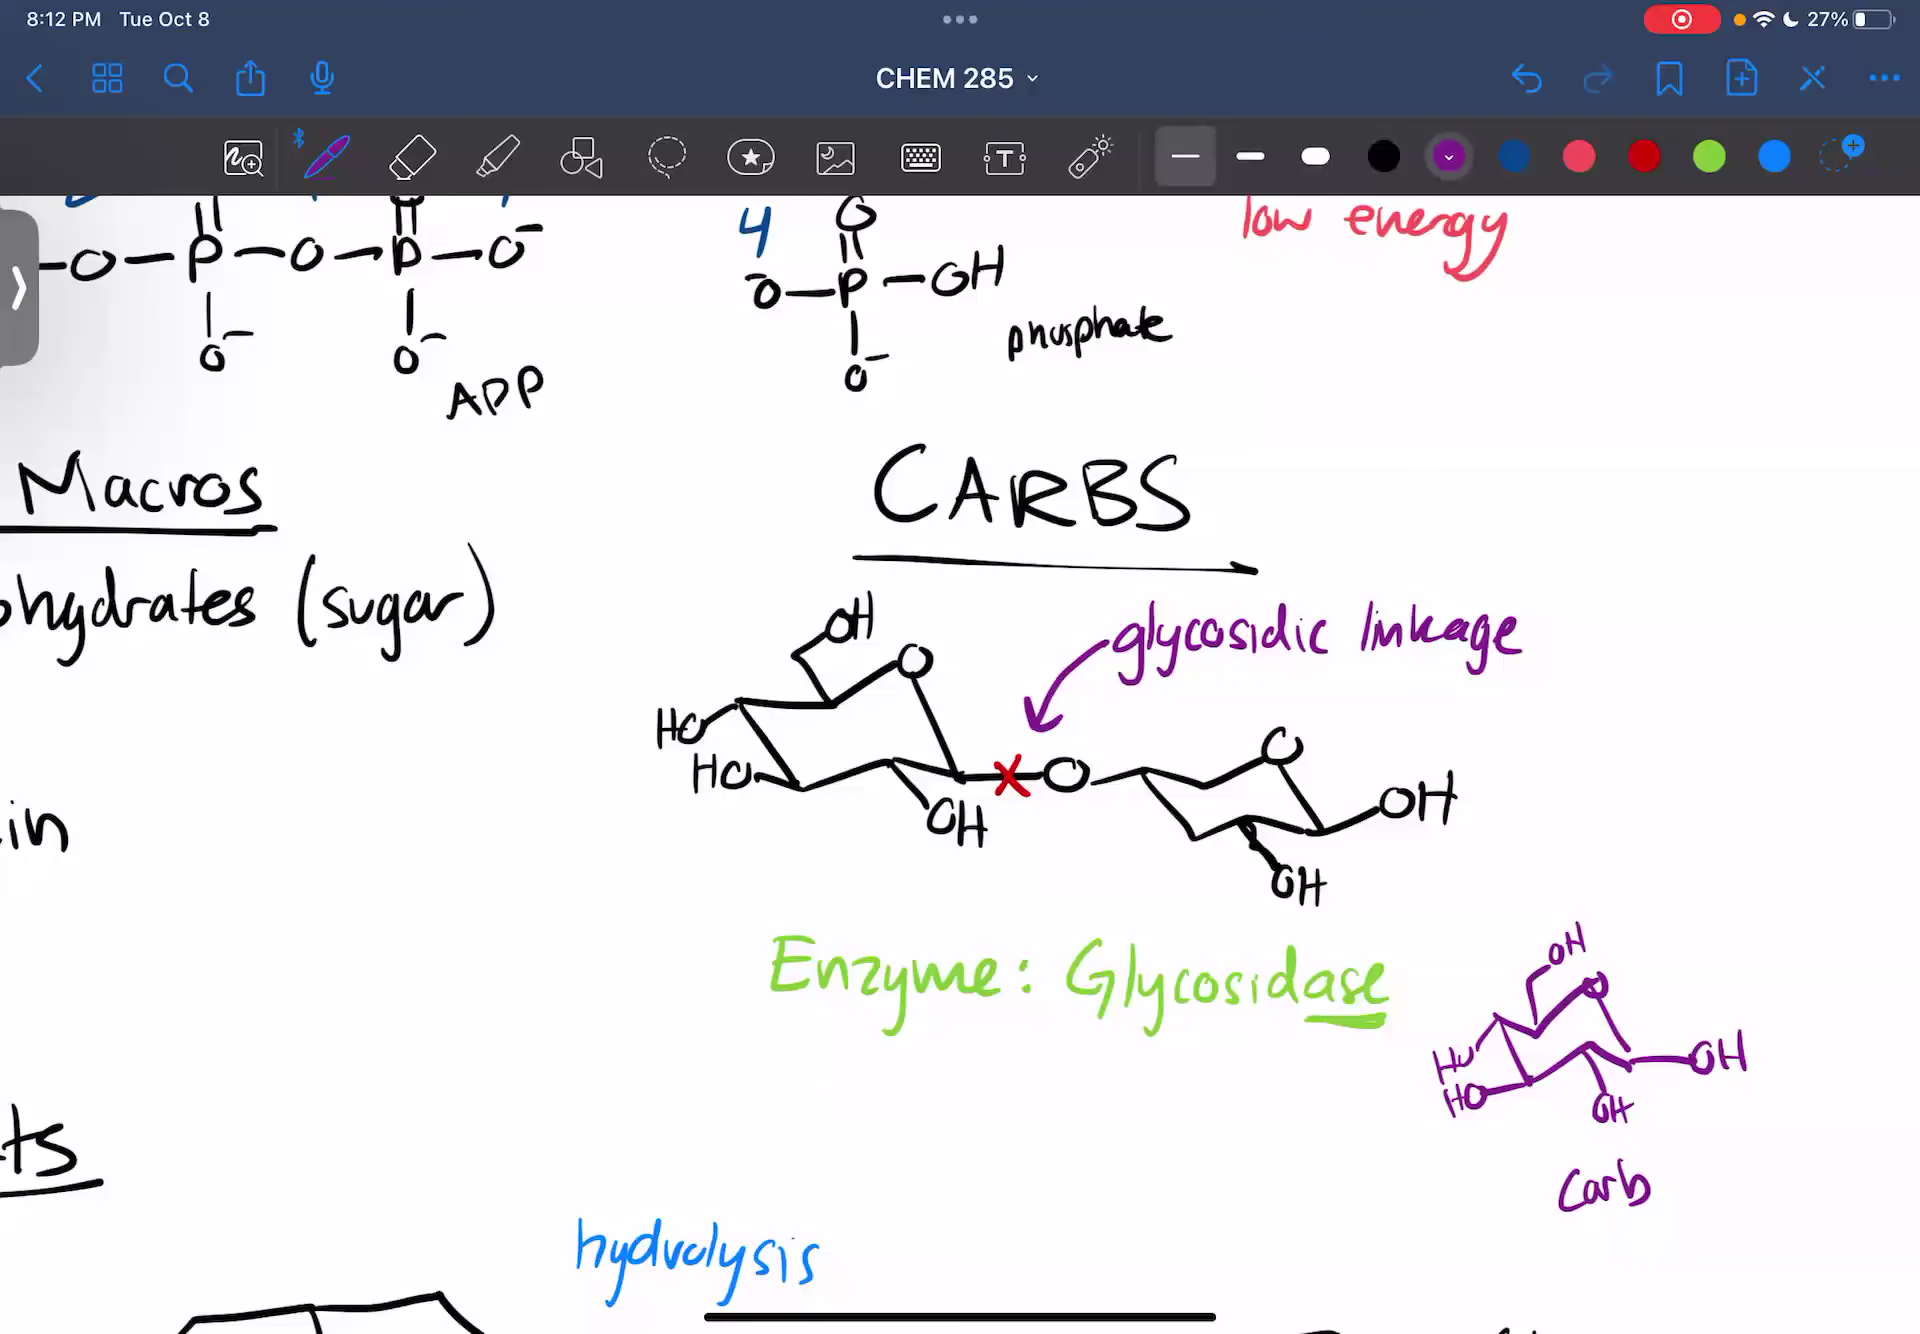 8:12 PM Tue Oct 8
27%
CHEM 285
T
4
O
-O-P-O-P-O⁻
O⁻ O⁻
ADP
⁻O-P-OH
O⁻
phosphate
low energy
Macros
CARBS
ohydrates (sugar)
glycosidic linkage
OH
O
HO
HO
OH
X O
O
OH
OH
in
Enzyme: Glycosidase
OH
O
HO
HO
OH
OH
Carb
ts
hydrolysis